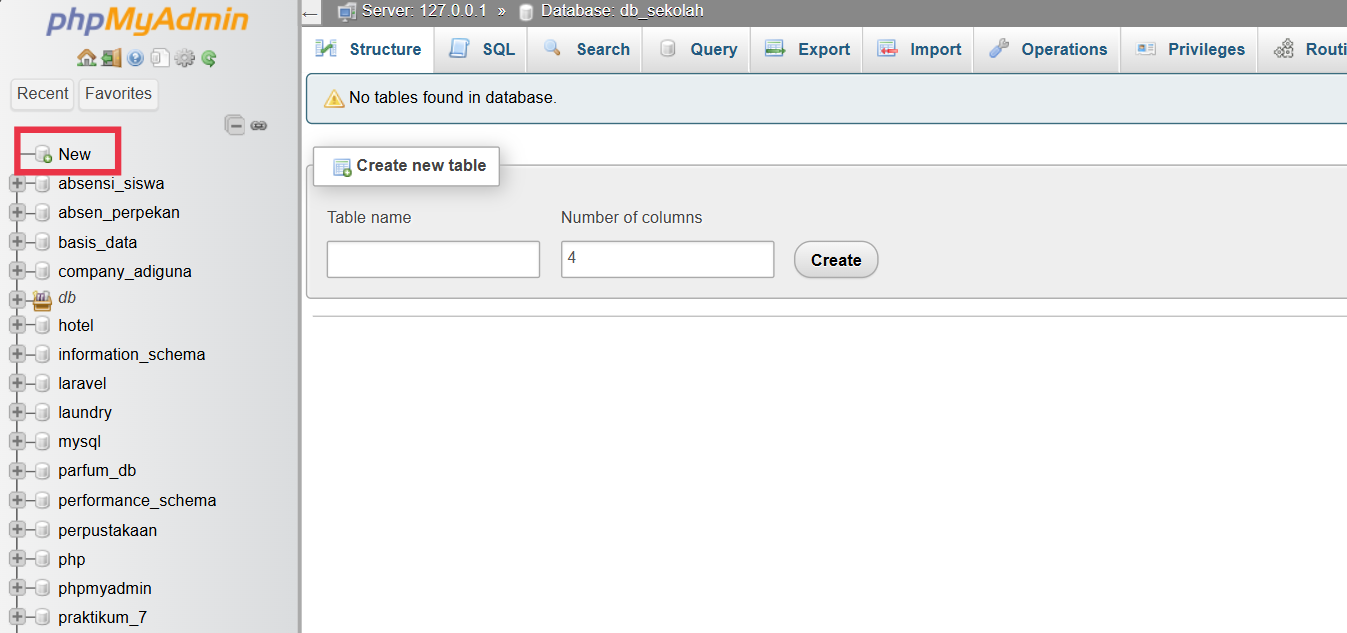 phpMyAdmin
Recent Favorites
New
absensi_siswa
absen_perpekan
basis_data
company_adiguna
db
hotel
information_schema
laravel
laundry
mysql
parfum_db
performance_schema
perpustakaan
php
phpmyadmin
praktikum_7
← Server: 127.0.0.1 » Database: db_sekolah
Structure SQL Search Query Export Import Operations Privileges
No tables found in database.
Create new table
Table name Number of columns
4 Create